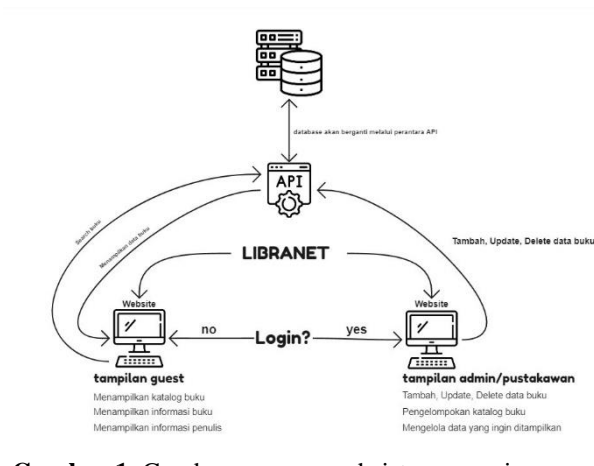 database akan berganti melalui perantara API
API
Search buku
Menampilkan data buku
Tambah, Update, Delete data buku
LIBRANET
Website
Website
no
Login?
yes
tampilan guest
Menampilkan katalog buku
Menampilkan informasi buku
Menampilkan informasi penulis
tampilan admin/pustakawan
Tambah, Update, Delete data buku
Pengelompokan katalog buku
Mengelola data yang ingin ditampilkan